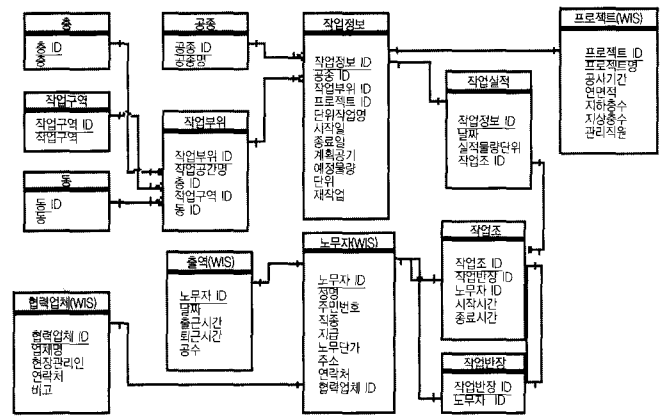 층
층 ID
층
공종
공종 ID
공종명
작업정보
작업정보 ID
공종 ID
작업부위 ID
프로젝트 ID
단위작업명
시작일
종료일
계획공기
예정물량
단위
재작업
프로젝트(WIS)
프로젝트 ID
프로젝트명
공사기간
연면적
지하층수
지상층수
관리직원
작업실적
작업정보 ID
날짜
실적물량단위
작업조 ID
작업구역
작업구역 ID
작업구역
작업부위
작업부위 ID
작업공간명
층 ID
작업구역 ID
동 ID
동
동 ID
동
출역(WIS)
노무자 ID
날짜
출근시간
퇴근시간
공수
노무자(WIS)
노무자 ID
성명
주민번호
직종
지급
노무단가
주소
연락처
협력업체 ID
작업조
작업조 ID
작업반장 ID
노무자 ID
시작시간
종료시간
협력업체(WIS)
협력업체 ID
업체명
현장관리인
연락처
비고
작업반장
작업반장 ID
노무자 ID